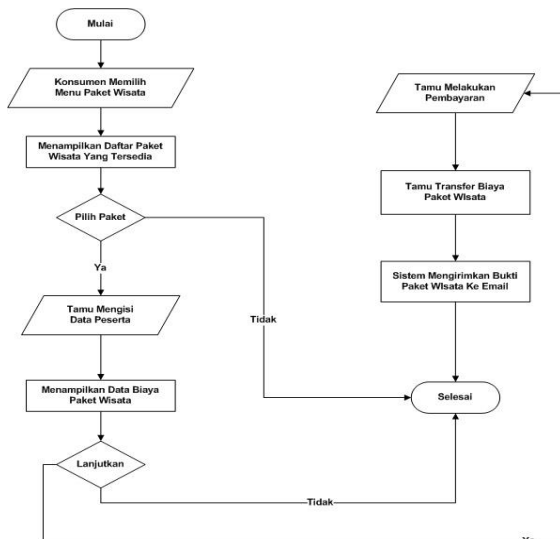 Mulai
Konsumen Memilih
Menu Paket Wisata
Menampilkan Daftar Paket
Wisata Yang Tersedia
Pilih Paket
Ya
Tidak
Tamu Mengisi
Data Peserta
Menampilkan Data Biaya
Paket Wisata
Lanjutkan
Tidak
Tamu Melakukan
Pembayaran
Tamu Transfer Biaya
Paket WIsata
Sistem Mengirimkan Bukti
Paket WIsata Ke Email
Selesai